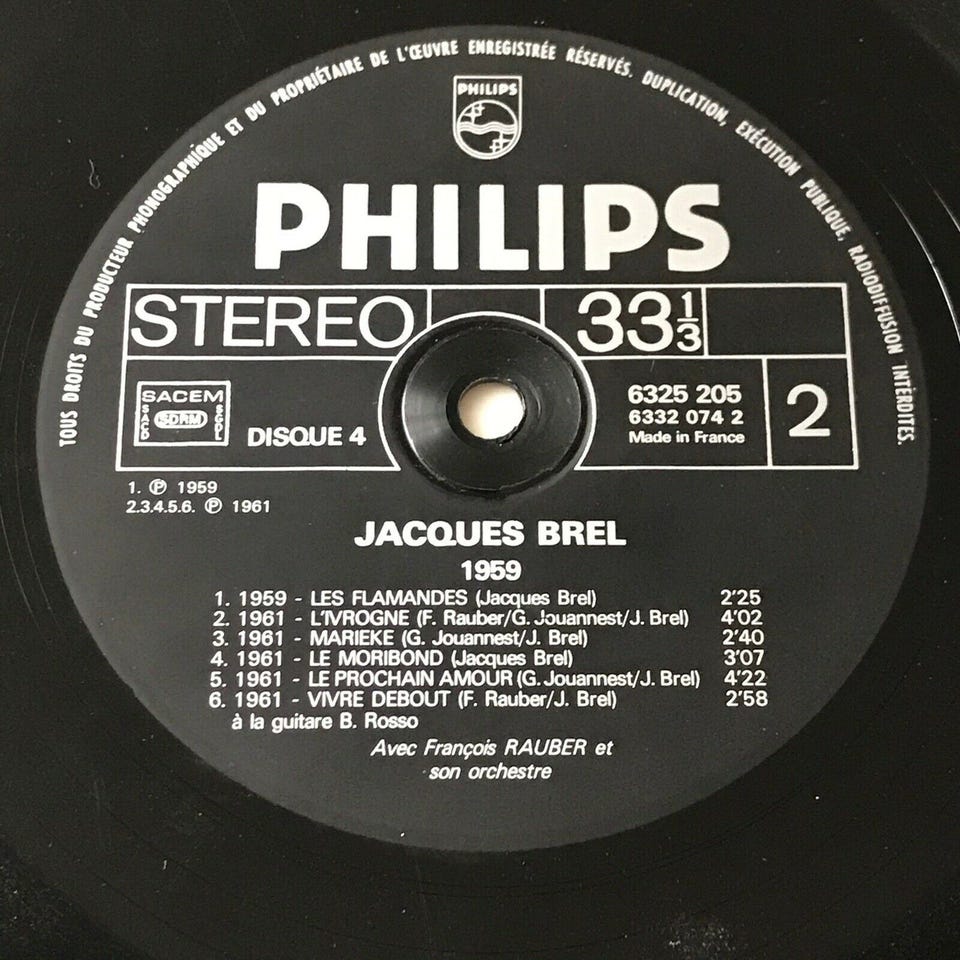 TOUS DROITS DU PRODUCTEUR PHONOGRAPHIQUE ET DU PROPRIÉTAIRE DE L'ŒUVRE ENREGISTRÉE RÉSERVÉS. DUPLICATION, EXÉCUTION PUBLIQUE, RADIODIFFUSION INTERDITES.
PHILIPS
PHILIPS
STEREO 33 1/3
SACEM
SACD SDRM SGDL
DISQUE 4
6325 205
6332 074 2
Made in France
2
1. ℗ 1959
2.3.4.5.6. ℗ 1961
JACQUES BREL
1959
1. 1959 - LES FLAMANDES (Jacques Brel) 2'25
2. 1961 - L'IVROGNE (F. Rauber/G. Jouannest/J. Brel) 4'02
3. 1961 - MARIEKE (G. Jouannest/J. Brel) 2'40
4. 1961 - LE MORIBOND (Jacques Brel) 3'07
5. 1961 - LE PROCHAIN AMOUR (G. Jouannest/J. Brel) 4'22
6. 1961 - VIVRE DEBOUT (F. Rauber/J. Brel) 2'58
à la guitare B. Rosso
Avec François RAUBER et
son orchestre